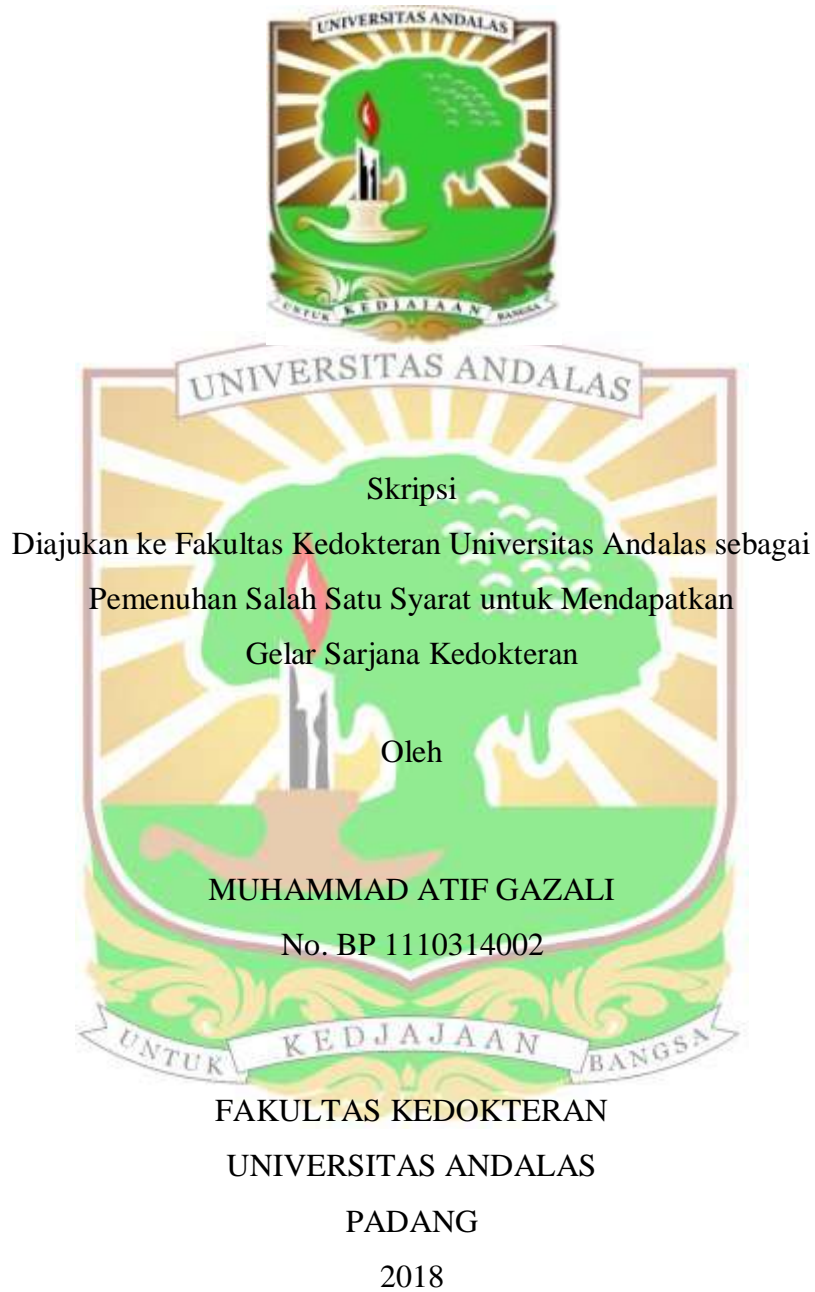 UNIVERSITAS ANDALAS
UNTUK KEDJAJAAN BANGSA
UNIVERSITAS ANDALAS
Skripsi
Diajukan ke Fakultas Kedokteran Universitas Andalas sebagai
Pemenuhan Salah Satu Syarat untuk Mendapatkan
Gelar Sarjana Kedokteran
Oleh
MUHAMMAD ATIF GAZALI
No. BP 1110314002
UNTUK KEDJAJAAN BANGSA
FAKULTAS KEDOKTERAN
UNIVERSITAS ANDALAS
PADANG
2018